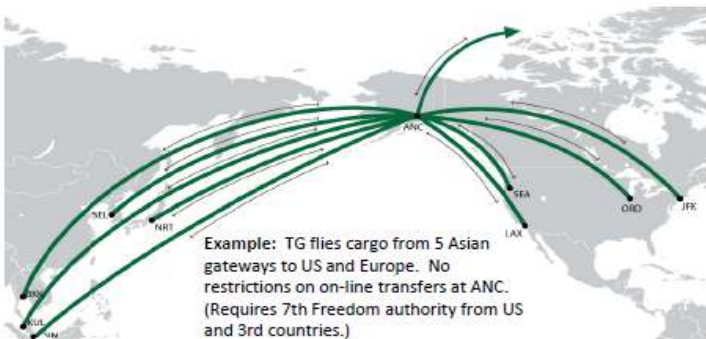 ANC
SEA
SEL
ORD
JFK
NRT
LAX
Example: TG flies cargo from 5 Asian
gateways to US and Europe. No
restrictions on on-line transfers at ANC.
(Requires 7th Freedom authority from US
and 3rd countries.)
KUL